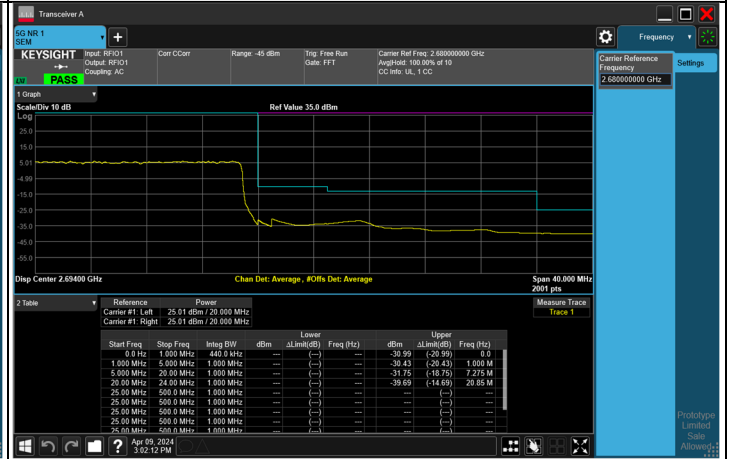 Transceiver A
5G NR 1
SEM
Frequency
KEYSIGHT
Input: RFIO1
Output: RFIO1
Coupling: AC
Corr CCorr
Range: -45 dBm
Trig: Free Run
Gate: FFT
Carrier Ref Freq: 2.680000000 GHz
Avg|Hold: 100.00% of 10
CC Info: UL, 1 CC
LXI
PASS
Carrier Reference
Frequency
2.680000000 GHz
Settings
1 Graph
Scale/Div 10 dB
Ref Value 35.0 dBm
Log
25.0
15.0
5.01
-4.99
-15.0
-25.0
-35.0
-45.0
-55.0
Disp Center 2.69400 GHz
Chan Det: Average , #Offs Det: Average
Span 40.000 MHz
2001 pts
2 Table
Reference Power
Carrier #1: Left 25.01 dBm / 20.000 MHz
Carrier #1: Right 25.01 dBm / 20.000 MHz
Measure Trace
Trace 1
Lower Upper
Start Freq Stop Freq Integ BW dBm ΔLimit(dB) Freq (Hz) dBm ΔLimit(dB) Freq (Hz)
0.0 Hz 1.000 MHz 440.0 kHz --- (---) --- -30.99 (-20.99) 0.0
1.000 MHz 5.000 MHz 1.000 MHz --- (---) --- -30.43 (-20.43) 1.000 M
5.000 MHz 20.00 MHz 1.000 MHz --- (---) --- -31.75 (-18.75) 7.275 M
20.00 MHz 24.00 MHz 1.000 MHz --- (---) --- -39.69 (-14.69) 20.85 M
25.00 MHz 500.0 MHz 1.000 MHz --- (---) --- --- (---) ---
25.00 MHz 500.0 MHz 1.000 MHz --- (---) --- --- (---) ---
25.00 MHz 500.0 MHz 1.000 MHz --- (---) --- --- (---) ---
25.00 MHz 500.0 MHz 1.000 MHz --- (---) --- --- (---) ---
25.00 MHz 500.0 MHz 1.000 MHz --- (---) --- --- (---) ---
Prototype
Limited
Sale
Allowed
?
Apr 09, 2024
3:02:12 PM